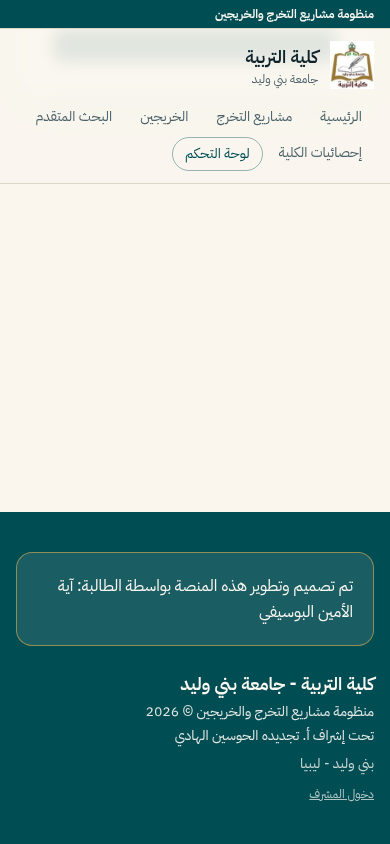 منظومة مشاريع التخرج والخريجين
كلية التربية
جامعة بني وليد
الرئيسية
مشاريع التخرج
الخريجين
البحث المتقدم
إحصائيات الكلية
لوحة التحكم
تم تصميم وتطوير هذه المنصة بواسطة الطالبة: آية
الأمين البوسيفي
كلية التربية - جامعة بني وليد
منظومة مشاريع التخرج والخريجين © 2026
تحت إشراف أ. تجديده الحوسين الهادي
بني وليد - ليبيا
دخول المشرف